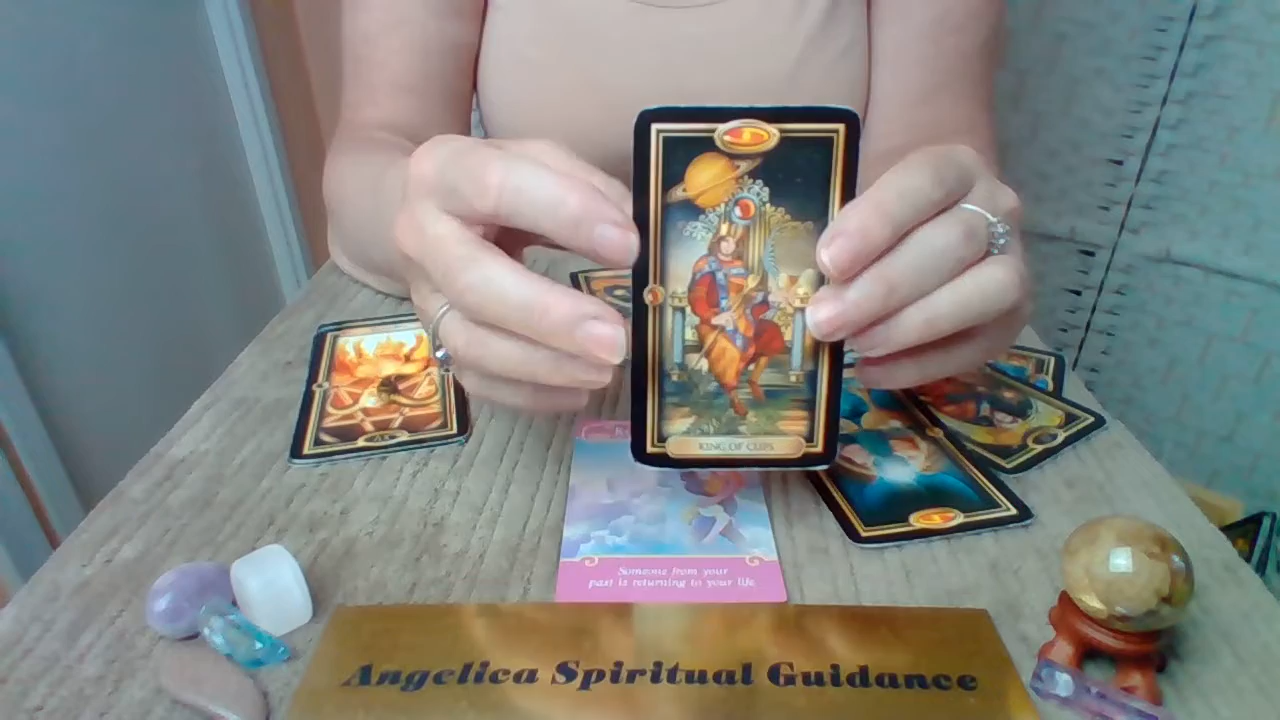 KING OF CUPS
Someone from your
past is returning to your life
Angelica Spiritual Guidance